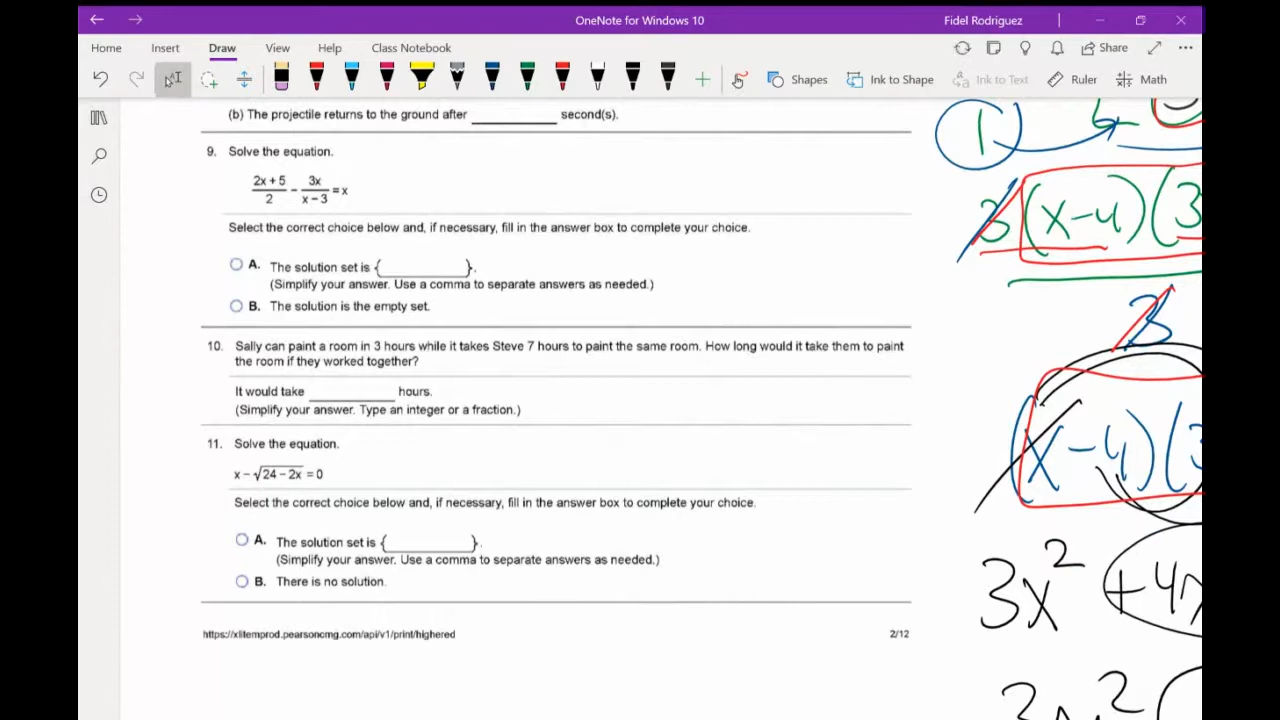 OneNote for Windows 10
Fidel Rodriguez
Home Insert Draw View Help Class Notebook
Share
Shapes Ink to Shape Ink to Text Ruler Math
(b) The projectile returns to the ground after __________ second(s).
9. Solve the equation.
2x + 5
2
−
3x
x − 3
= x
Select the correct choice below and, if necessary, fill in the answer box to complete your choice.
A. The solution set is { }.
(Simplify your answer. Use a comma to separate answers as needed.)
B. The solution is the empty set.
10. Sally can paint a room in 3 hours while it takes Steve 7 hours to paint the same room. How long would it take them to paint
the room if they worked together?
It would take __________ hours.
(Simplify your answer. Type an integer or a fraction.)
11. Solve the equation.
x − √24 − 2x = 0
Select the correct choice below and, if necessary, fill in the answer box to complete your choice.
A. The solution set is { }.
(Simplify your answer. Use a comma to separate answers as needed.)
B. There is no solution.
https://xlitemprod.pearsoncmg.com/api/v1/print/highered
2/12
1
3(x-4)(3
3
(x-4)(3
3x² +4x